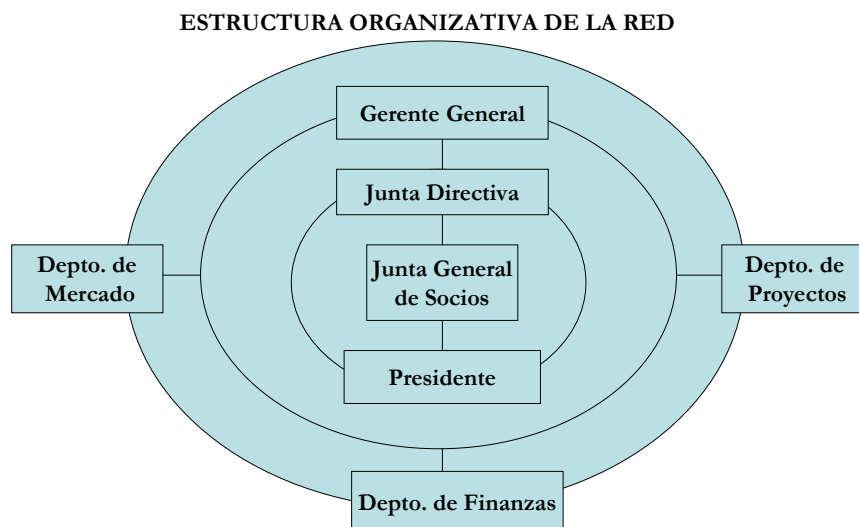 ESTRUCTURA ORGANIZATIVA DE LA RED
Gerente General
Junta Directiva
Junta General
de Socios
Depto. de
Mercado
Depto. de
Proyectos
Presidente
Depto. de Finanzas